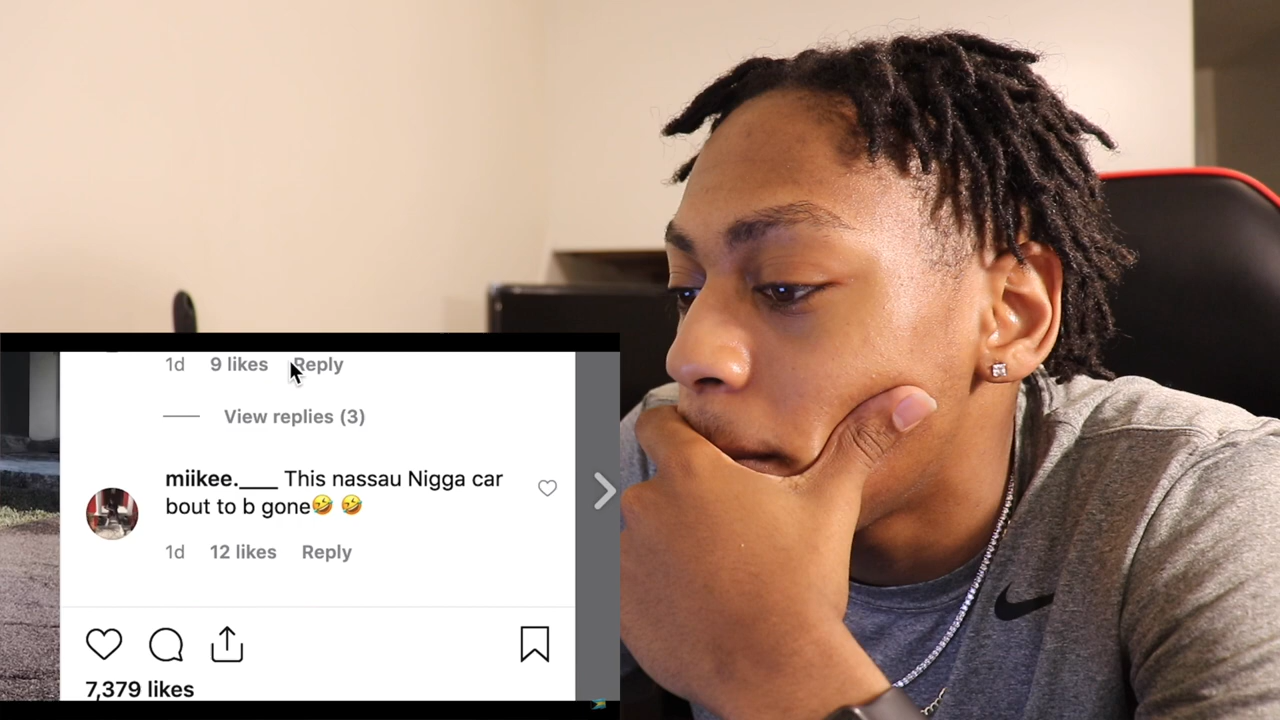 1d 9 likes Reply
View replies (3)
miikee.____ This nassau Nigga car
bout to b gone🤣 🤣
1d 12 likes Reply
7,379 likes